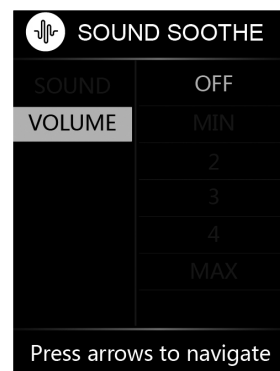 SOUND SOOTHE
SOUND
VOLUME
OFF
MIN
2
3
4
MAX
Press arrows to navigate